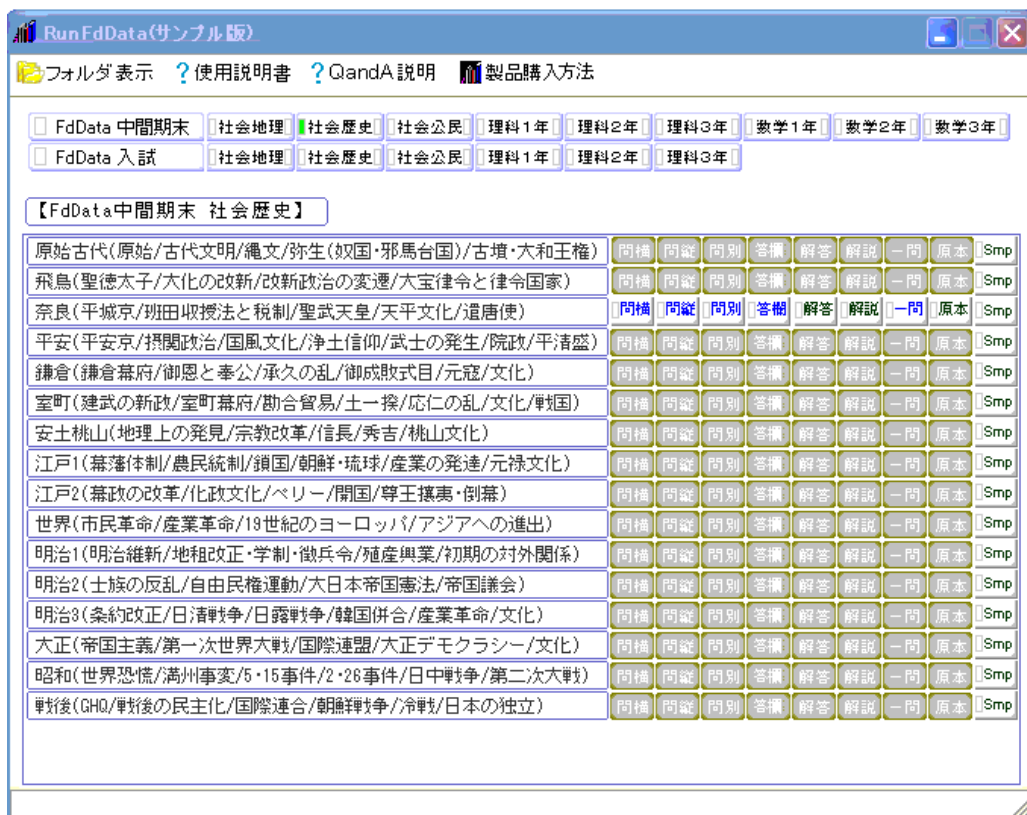 RunFdData(サンプル版)
フォルダ表示 ?使用説明書 ?QandA説明 製品購入方法
FdData 中間期末 社会地理 社会歴史 社会公民 理科1年 理科2年 理科3年 数学1年 数学2年 数学3年
FdData 入試 社会地理 社会歴史 社会公民 理科1年 理科2年 理科3年
【FdData中間期末 社会歴史】
原始古代(原始/古代文明/縄文/弥生(奴国・邪馬台国)/古墳・大和王権) 問横 問縦 問別 答欄 解答 解説 一問 原本 Smp
飛鳥(聖徳太子/大化の改新/改新政治の変遷/大宝律令と律令国家) 問横 問縦 問別 答欄 解答 解説 一問 原本 Smp
奈良(平城京/班田収授法と税制/聖武天皇/天平文化/遣唐使) 問横 問縦 問別 答欄 解答 解説 一問 原本 Smp
平安(平安京/摂関政治/国風文化/浄土信仰/武士の発生/院政/平清盛) 問横 問縦 問別 答欄 解答 解説 一問 原本 Smp
鎌倉(鎌倉幕府/御恩と奉公/承久の乱/御成敗式目/元寇/文化) 問横 問縦 問別 答欄 解答 解説 一問 原本 Smp
室町(建武の新政/室町幕府/勘合貿易/土一揆/応仁の乱/文化/戦国) 問横 問縦 問別 答欄 解答 解説 一問 原本 Smp
安土桃山(地理上の発見/宗教改革/信長/秀吉/桃山文化) 問横 問縦 問別 答欄 解答 解説 一問 原本 Smp
江戸1(幕藩体制/農民統制/鎖国/朝鮮・琉球/産業の発達/元禄文化) 問横 問縦 問別 答欄 解答 解説 一問 原本 Smp
江戸2(幕政の改革/化政文化/ペリー/開国/尊王攘夷・倒幕) 問横 問縦 問別 答欄 解答 解説 一問 原本 Smp
世界(市民革命/産業革命/19世紀のヨーロッパ/アジアへの進出) 問横 問縦 問別 答欄 解答 解説 一問 原本 Smp
明治1(明治維新/地租改正・学制・徴兵令/殖産興業/初期の対外関係) 問横 問縦 問別 答欄 解答 解説 一問 原本 Smp
明治2(士族の反乱/自由民権運動/大日本帝国憲法/帝国議会) 問横 問縦 問別 答欄 解答 解説 一問 原本 Smp
明治3(条約改正/日清戦争/日露戦争/韓国併合/産業革命/文化) 問横 問縦 問別 答欄 解答 解説 一問 原本 Smp
大正(帝国主義/第一次世界大戦/国際連盟/大正デモクラシー/文化) 問横 問縦 問別 答欄 解答 解説 一問 原本 Smp
昭和(世界恐慌/満州事変/5・15事件/2・26事件/日中戦争/第二次大戦) 問横 問縦 問別 答欄 解答 解説 一問 原本 Smp
戦後(GHQ/戦後の民主化/国際連合/朝鮮戦争/冷戦/日本の独立) 問横 問縦 問別 答欄 解答 解説 一問 原本 Smp